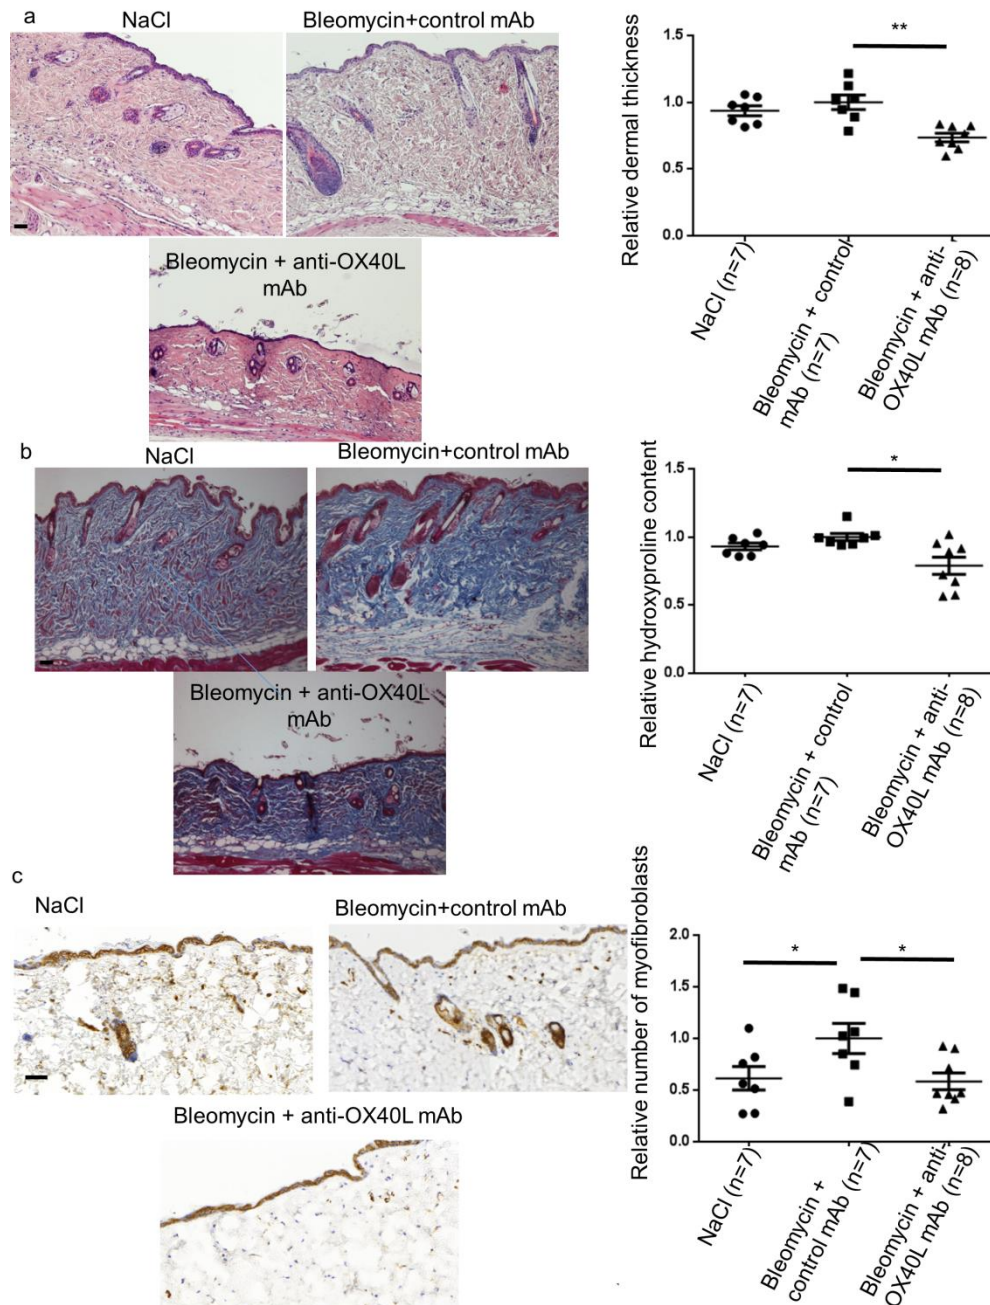 a
NaCl
Bleomycin+control mAb
Bleomycin + anti-OX40L
mAb
Relative dermal thickness
1.5
1.0
0.5
0.0
**
NaCl (n=7)
Bleomycin + control
mAb (n=7)
Bleomycin + anti-
OX40L mAb (n=8)
b
NaCl
Bleomycin+control mAb
Bleomycin + anti-OX40L
mAb
Relative hydroxyproline content
1.5
1.0
0.5
0.0
*
NaCl (n=7)
Bleomycin + control
mAb (n=7)
Bleomycin + anti-
OX40L mAb (n=8)
c
NaCl
Bleomycin+control mAb
Bleomycin + anti-OX40L mAb
Relative number of myofibroblasts
2.0
1.5
1.0
0.5
0.0
*
*
NaCl (n=7)
Bleomycin +
control mAb (n=7)
Bleomycin + anti-
OX40L mAb (n=8)